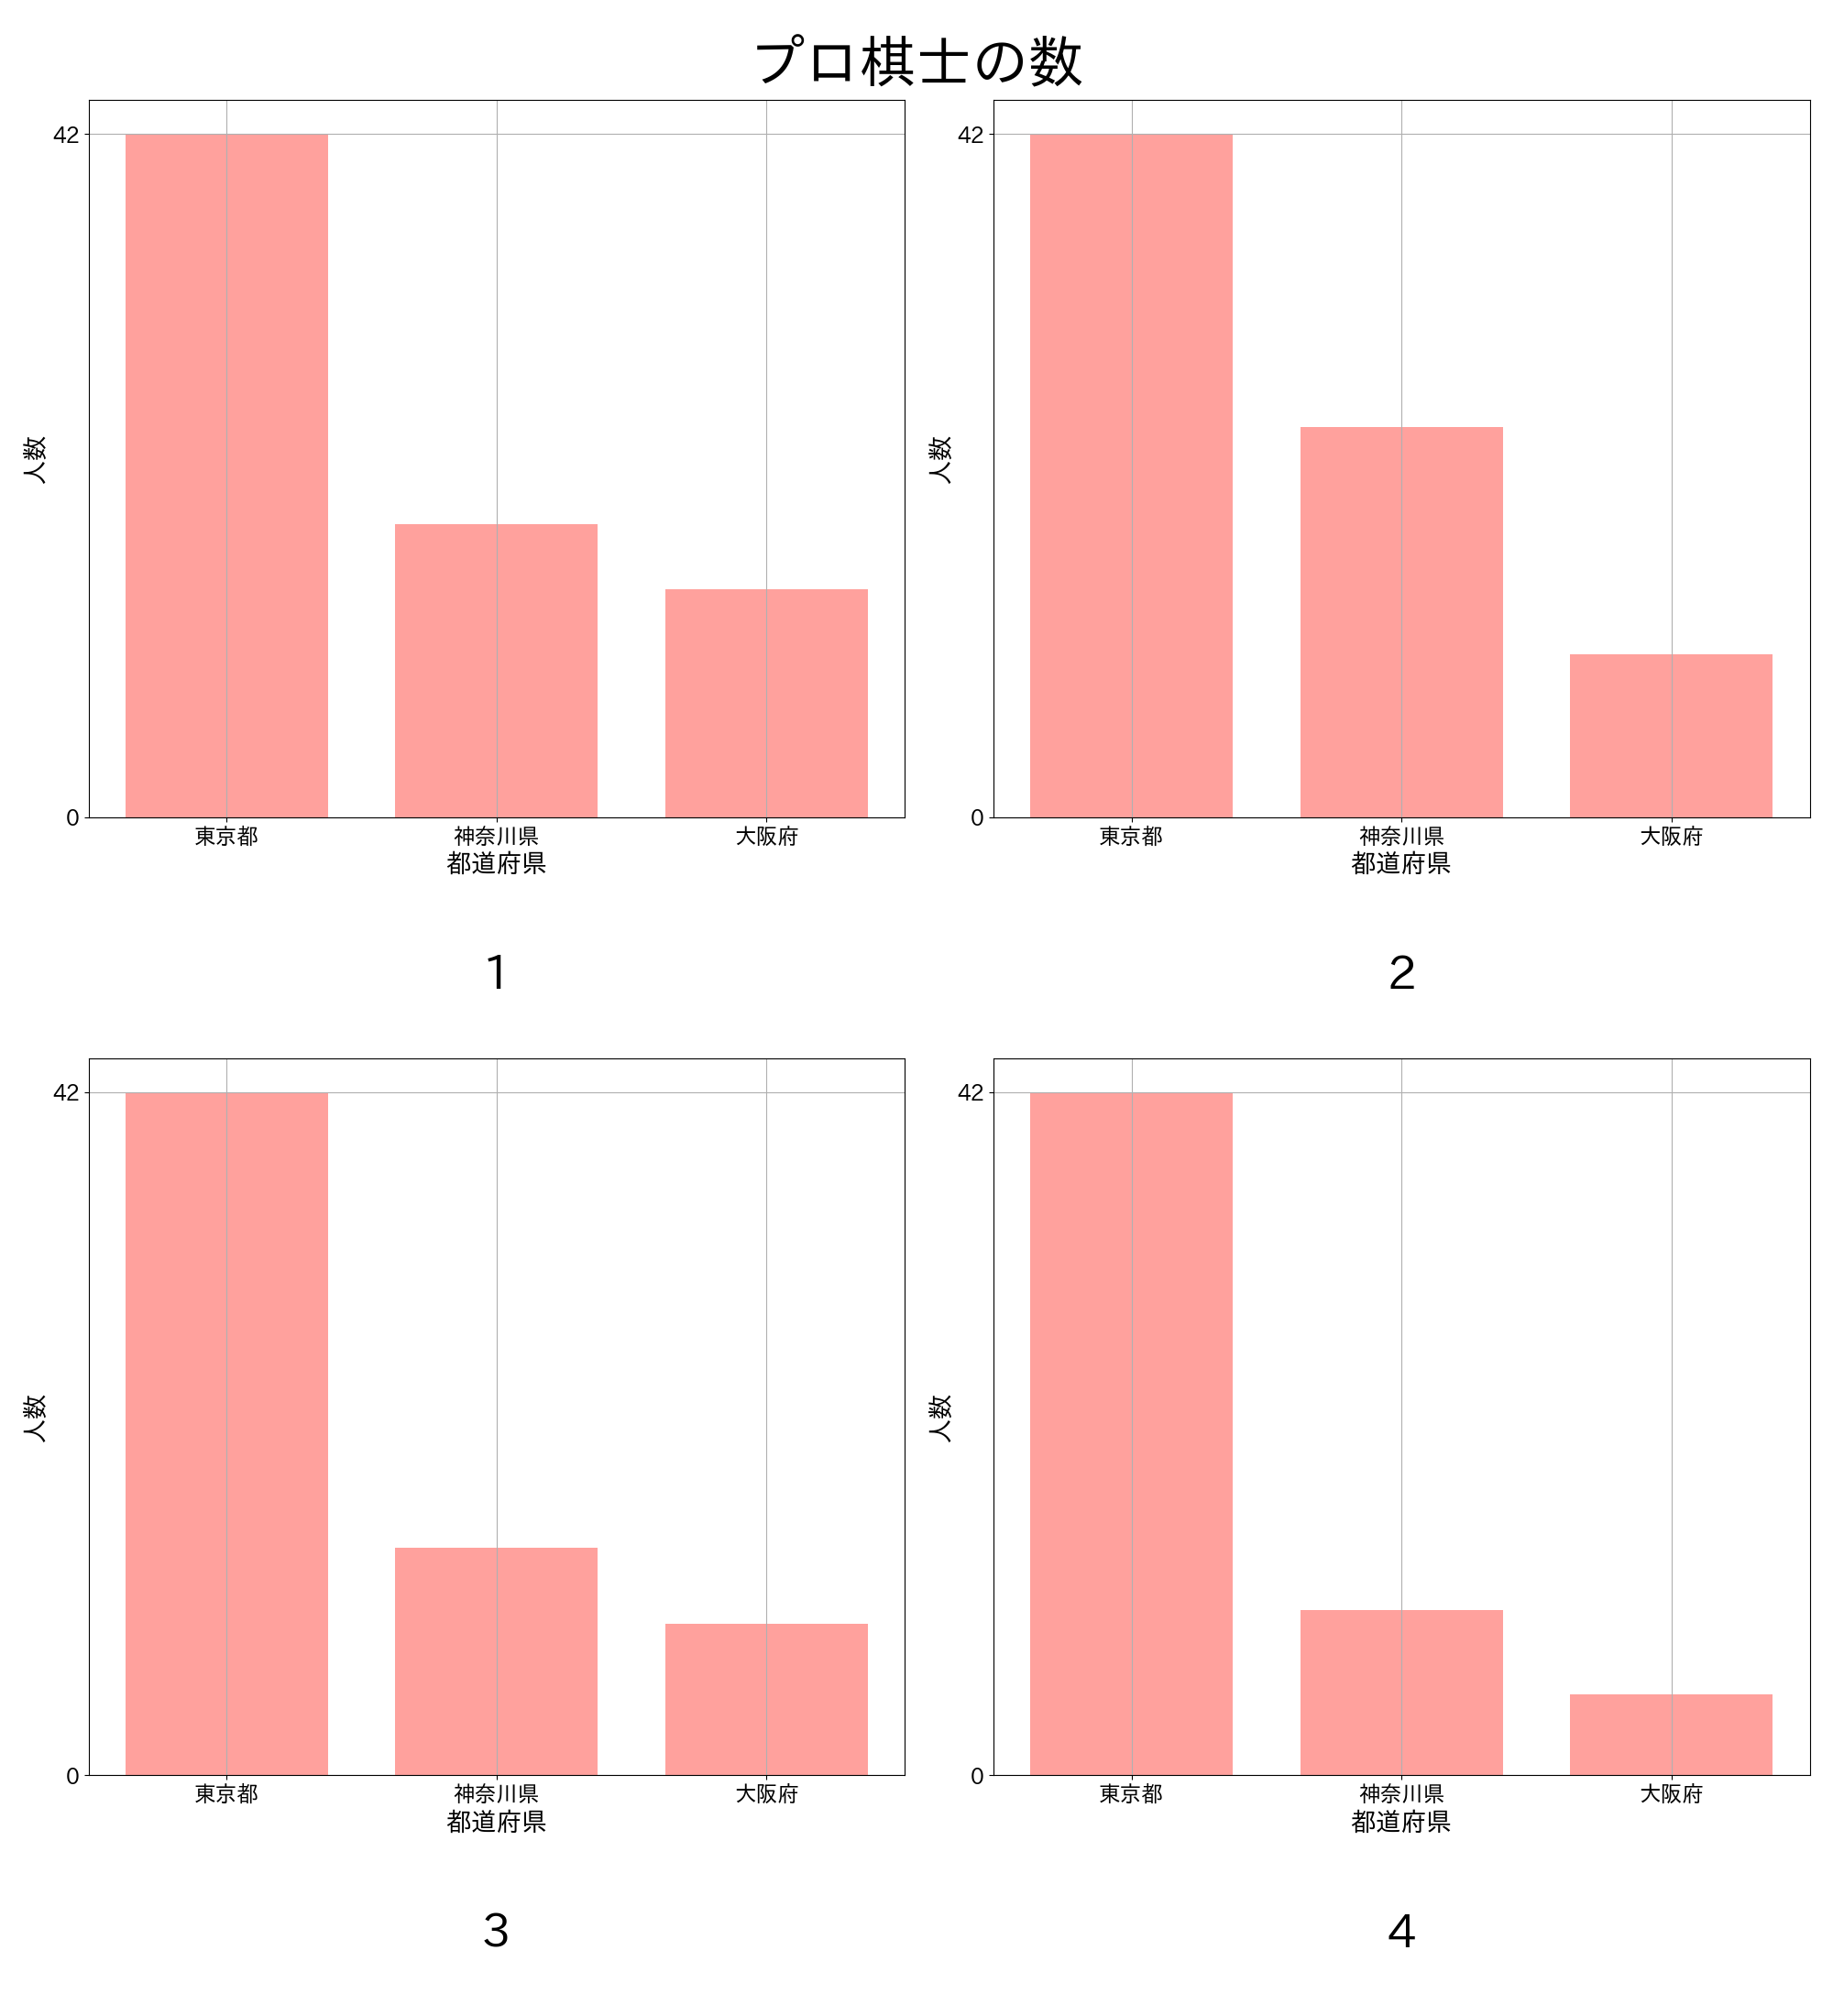 プロ棋士の数
42
人数
0
東京都 神奈川県 大阪府
都道府県
1
42
人数
0
東京都 神奈川県 大阪府
都道府県
2
42
人数
0
東京都 神奈川県 大阪府
都道府県
3
42
人数
0
東京都 神奈川県 大阪府
都道府県
4